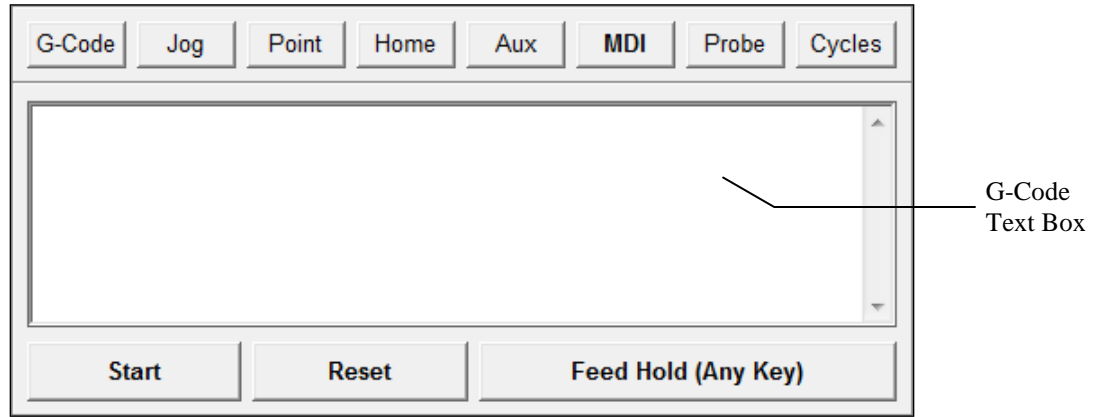 G-Code Jog Point Home Aux MDI Probe Cycles
G-Code
Text Box
Start Reset Feed Hold (Any Key)